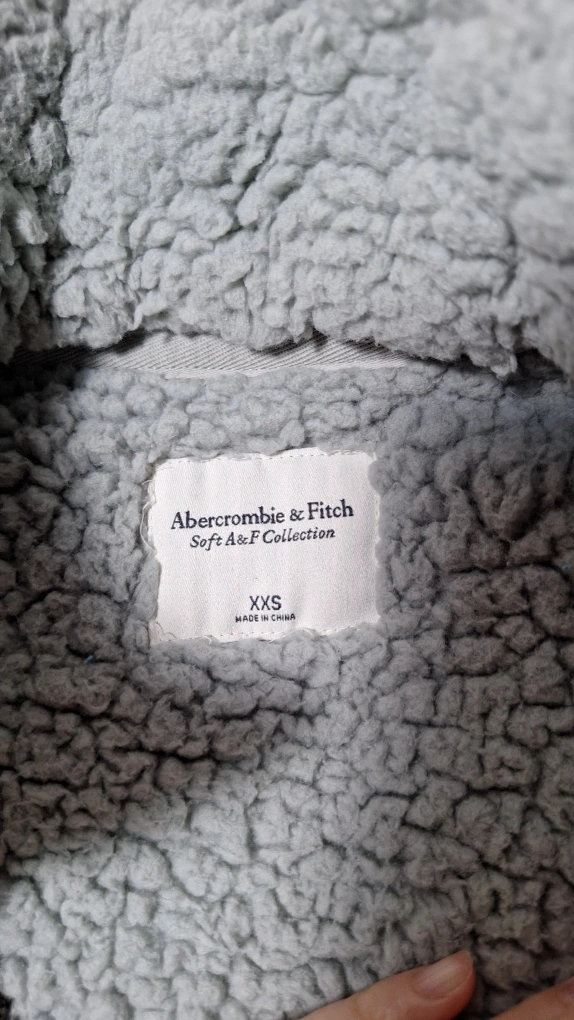 Abercrombie & Fitch
Soft A&F Collection
XXS
MADE IN CHINA